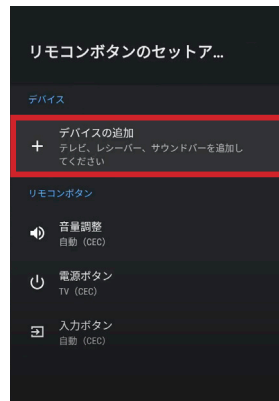 リモコンボタンのセットア...
デバイス
デバイスの追加
テレビ、レシーバー、サウンドバーを追加し
てください
リモコンボタン
音量調整
自動（CEC）
電源ボタン
TV（CEC）
入力ボタン
自動（CEC）